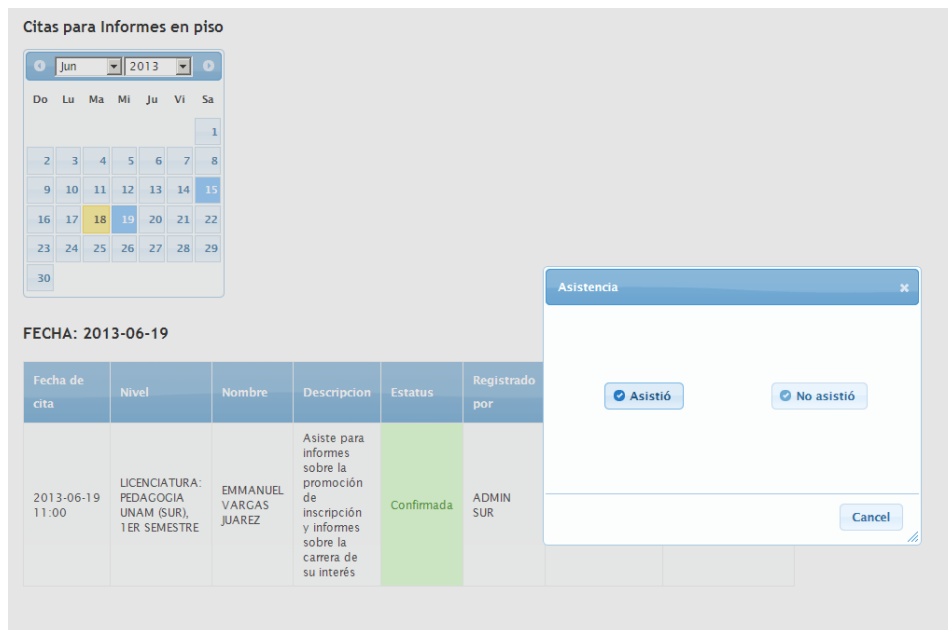 Citas para Informes en piso
Jun 2013
Do Lu Ma Mi Ju Vi Sa
1
2 3 4 5 6 7 8
9 10 11 12 13 14 15
16 17 18 19 20 21 22
23 24 25 26 27 28 29
30
FECHA: 2013-06-19
Fecha de
cita
Nivel
Nombre
Descripcion
Estatus
Registrado
por
2013-06-19
11:00
LICENCIATURA:
PEDAGOGIA
UNAM (SUR),
1ER SEMESTRE
EMMANUEL
VARGAS
JUAREZ
Asiste para
informes
sobre la
promoción
de
inscripción
y informes
sobre la
carrera de
su interés
Confirmada
ADMIN
SUR
Asistencia
Asistió
No asistió
Cancel